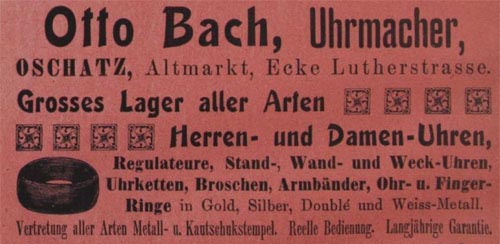 Otto Bach, Uhrmacher,
OSCHATZ, Altmarkt, Ecke Lutherstrasse.
Grosses Lager aller Arten
Herren- und Damen-Uhren,
Regulateure, Stand-, Wand- und Weck-Uhren,
Uhrketten, Broschen, Armbänder, Ohr- u. Finger-
Ringe in Gold, Silber, Doublé und Weiss-Metall.
Vertretung aller Arten Metall- u. Kautschukstempel. Reelle Bedienung. Langjährige Garantie.